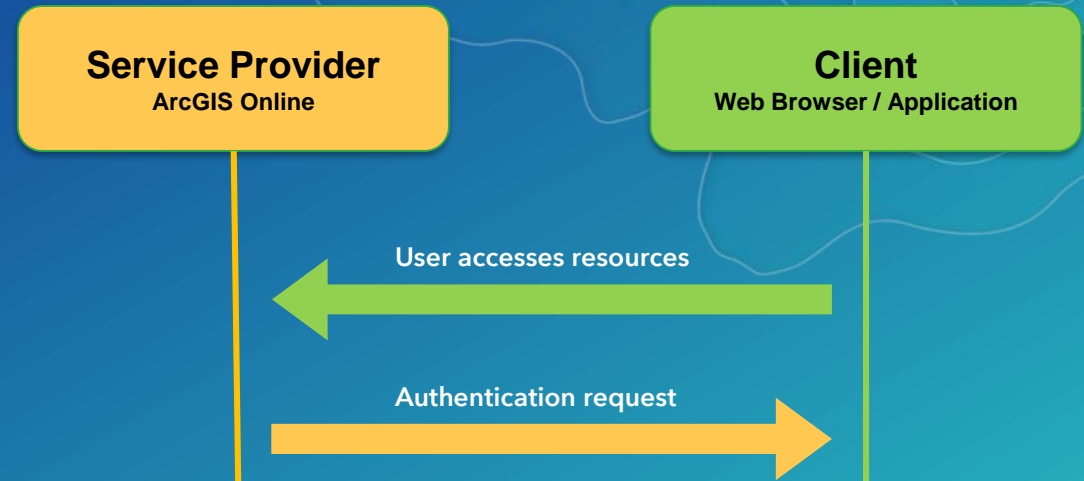 Service Provider
ArcGIS Online
Client
Web Browser / Application
User accesses resources
Authentication request